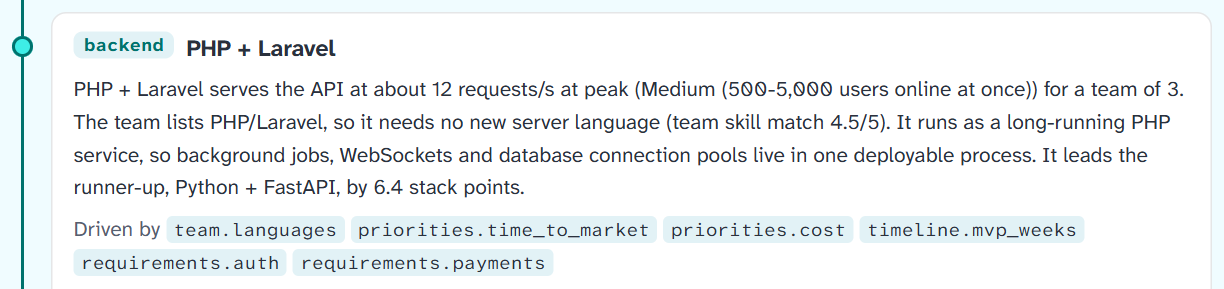 backend PHP + Laravel
PHP + Laravel serves the API at about 12 requests/s at peak (Medium (500-5,000 users online at once)) for a team of 3.
The team lists PHP/Laravel, so it needs no new server language (team skill match 4.5/5). It runs as a long-running PHP
service, so background jobs, WebSockets and database connection pools live in one deployable process. It leads the
runner-up, Python + FastAPI, by 6.4 stack points.
Driven by team.languages priorities.time_to_market priorities.cost timeline.mvp_weeks
requirements.auth requirements.payments